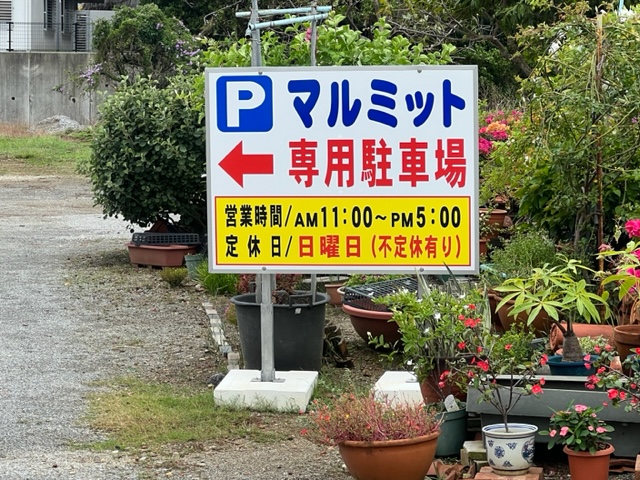 P マルミット
専用駐車場
営業時間/AM11:00〜PM5:00
定休日/日曜日(不定休有り)